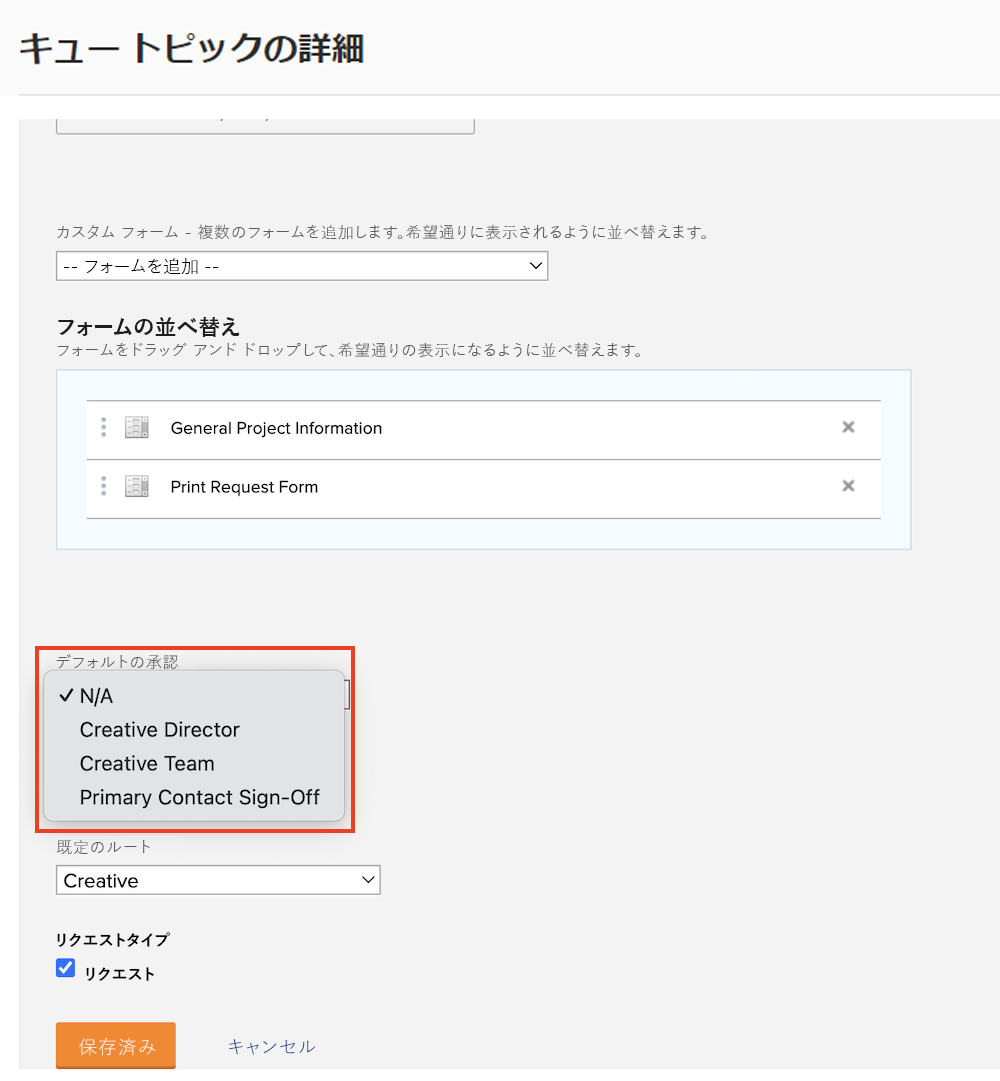 キュー トピックの詳細
カスタム フォーム - 複数のフォームを追加します。希望通りに表示されるように並べ替えます。
-- フォームを追加 --
フォームの並べ替え
フォームをドラッグ アンド ドロップして、希望通りの表示になるように並べ替えます。
General Project Information
Print Request Form
デフォルトの承認
N/A
Creative Director
Creative Team
Primary Contact Sign-Off
既定のルート
Creative
リクエストタイプ
リクエスト
保存済み
キャンセル